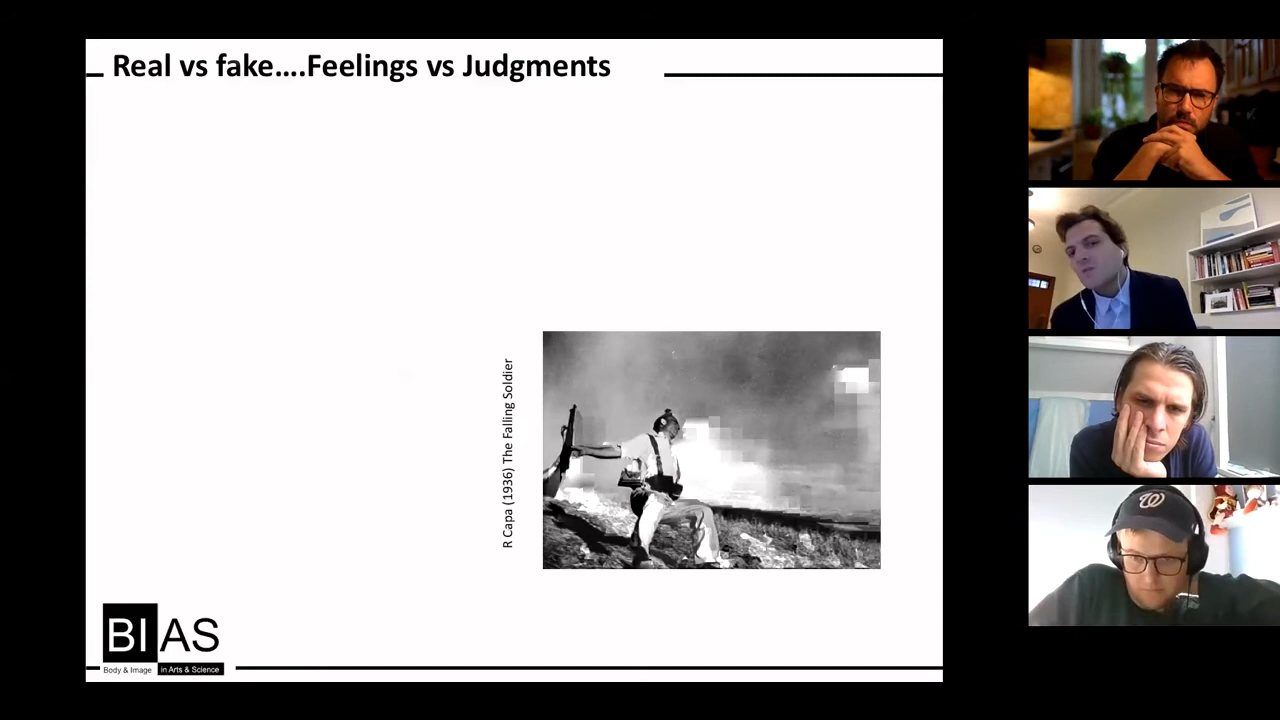 Real vs fake....Feelings vs Judgments
R Capa (1936) The Falling Soldier
BIAS
Body & Image in Arts & Science
W